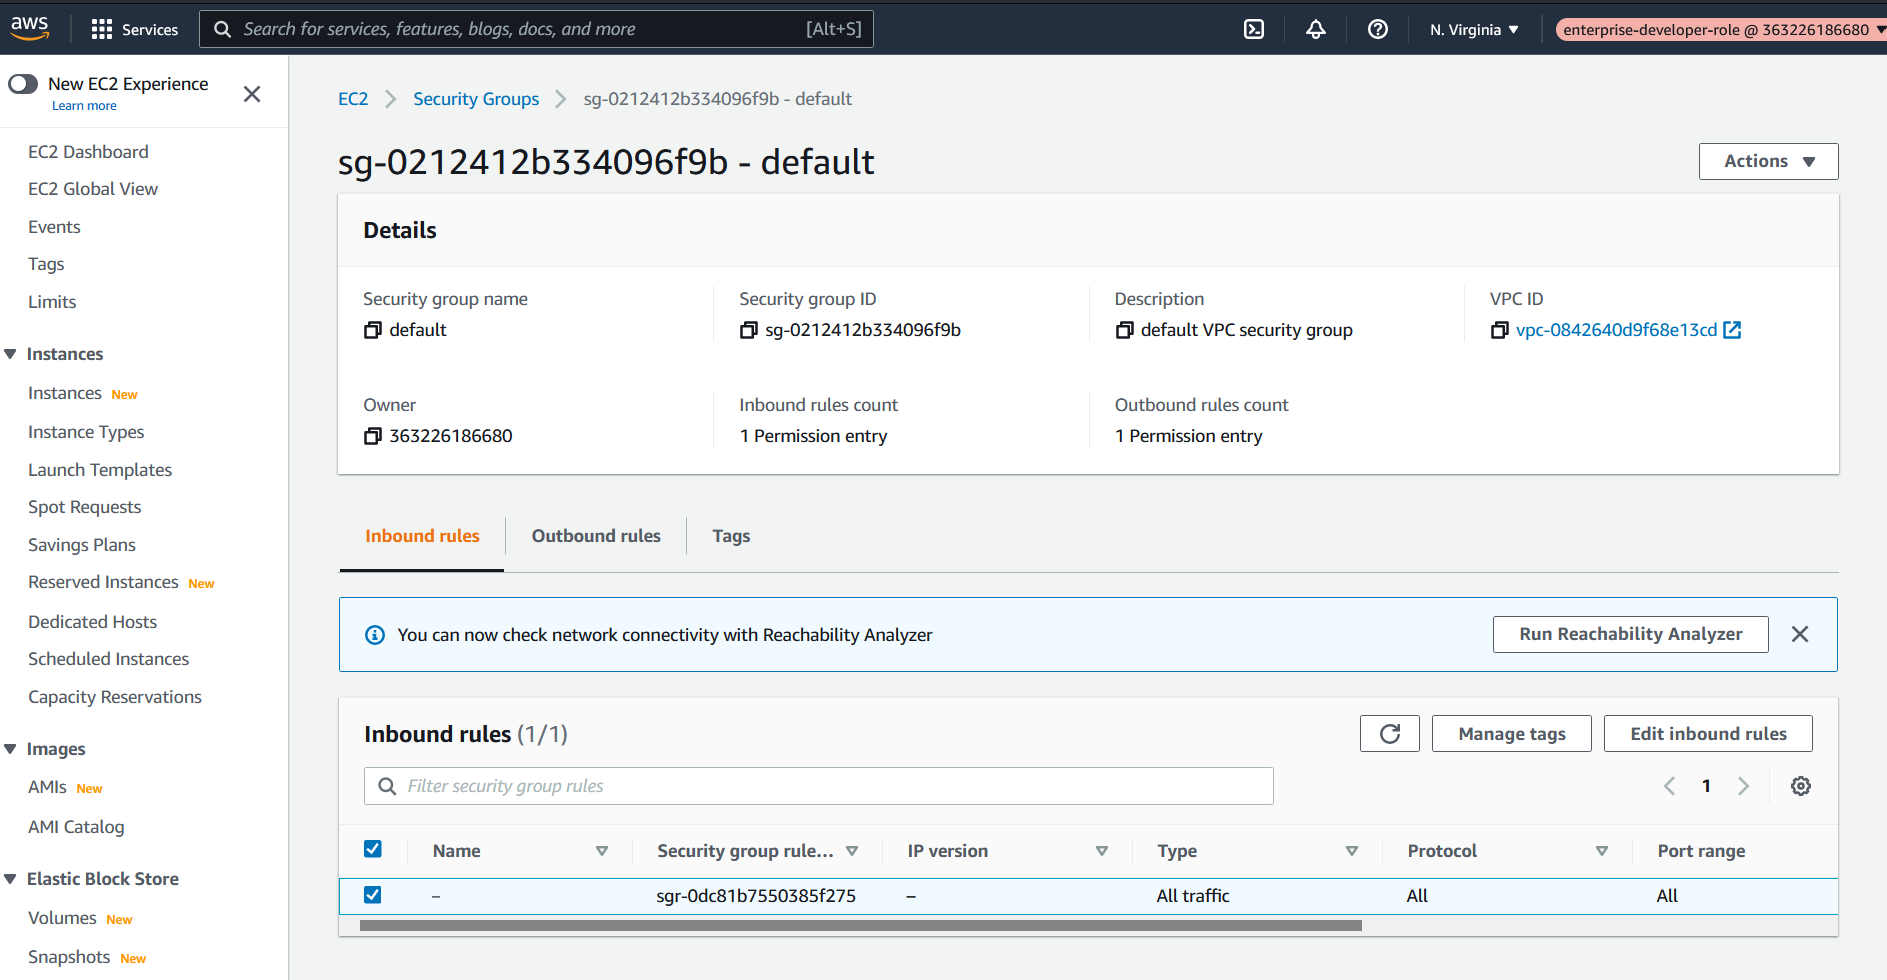 aws
Services
Search for services, features, blogs, docs, and more
[Alt+S]
N. Virginia
enterprise-developer-role @ 363226186680
New EC2 Experience
Learn more
EC2 Dashboard
EC2 Global View
Events
Tags
Limits
Instances
Instances New
Instance Types
Launch Templates
Spot Requests
Savings Plans
Reserved Instances New
Dedicated Hosts
Scheduled Instances
Capacity Reservations
Images
AMIs New
AMI Catalog
Elastic Block Store
Volumes New
Snapshots New
EC2 > Security Groups > sg-0212412b334096f9b - default
sg-0212412b334096f9b - default
Actions
Details
Security group name
default
Security group ID
sg-0212412b334096f9b
Description
default VPC security group
VPC ID
vpc-0842640d9f68e13cd
Owner
363226186680
Inbound rules count
1 Permission entry
Outbound rules count
1 Permission entry
Inbound rules
Outbound rules
Tags
You can now check network connectivity with Reachability Analyzer
Run Reachability Analyzer
Inbound rules (1/1)
Manage tags
Edit inbound rules
Filter security group rules
1
Name
Security group rule...
IP version
Type
Protocol
Port range
–
sgr-0dc81b7550385f275
–
All traffic
All
All